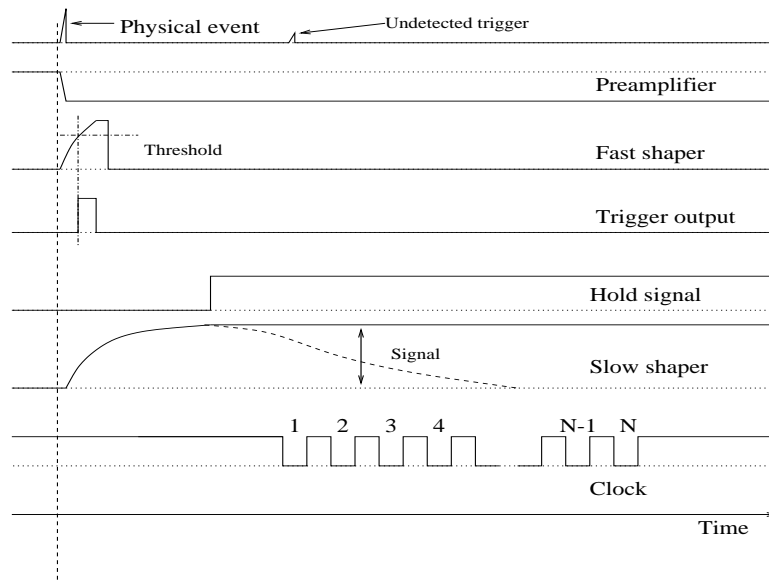 Physical event
Undetected trigger
Preamplifier
Threshold
Fast shaper
Trigger output
Hold signal
Signal
Slow shaper
1 2 3 4 N-1 N
Clock
Time